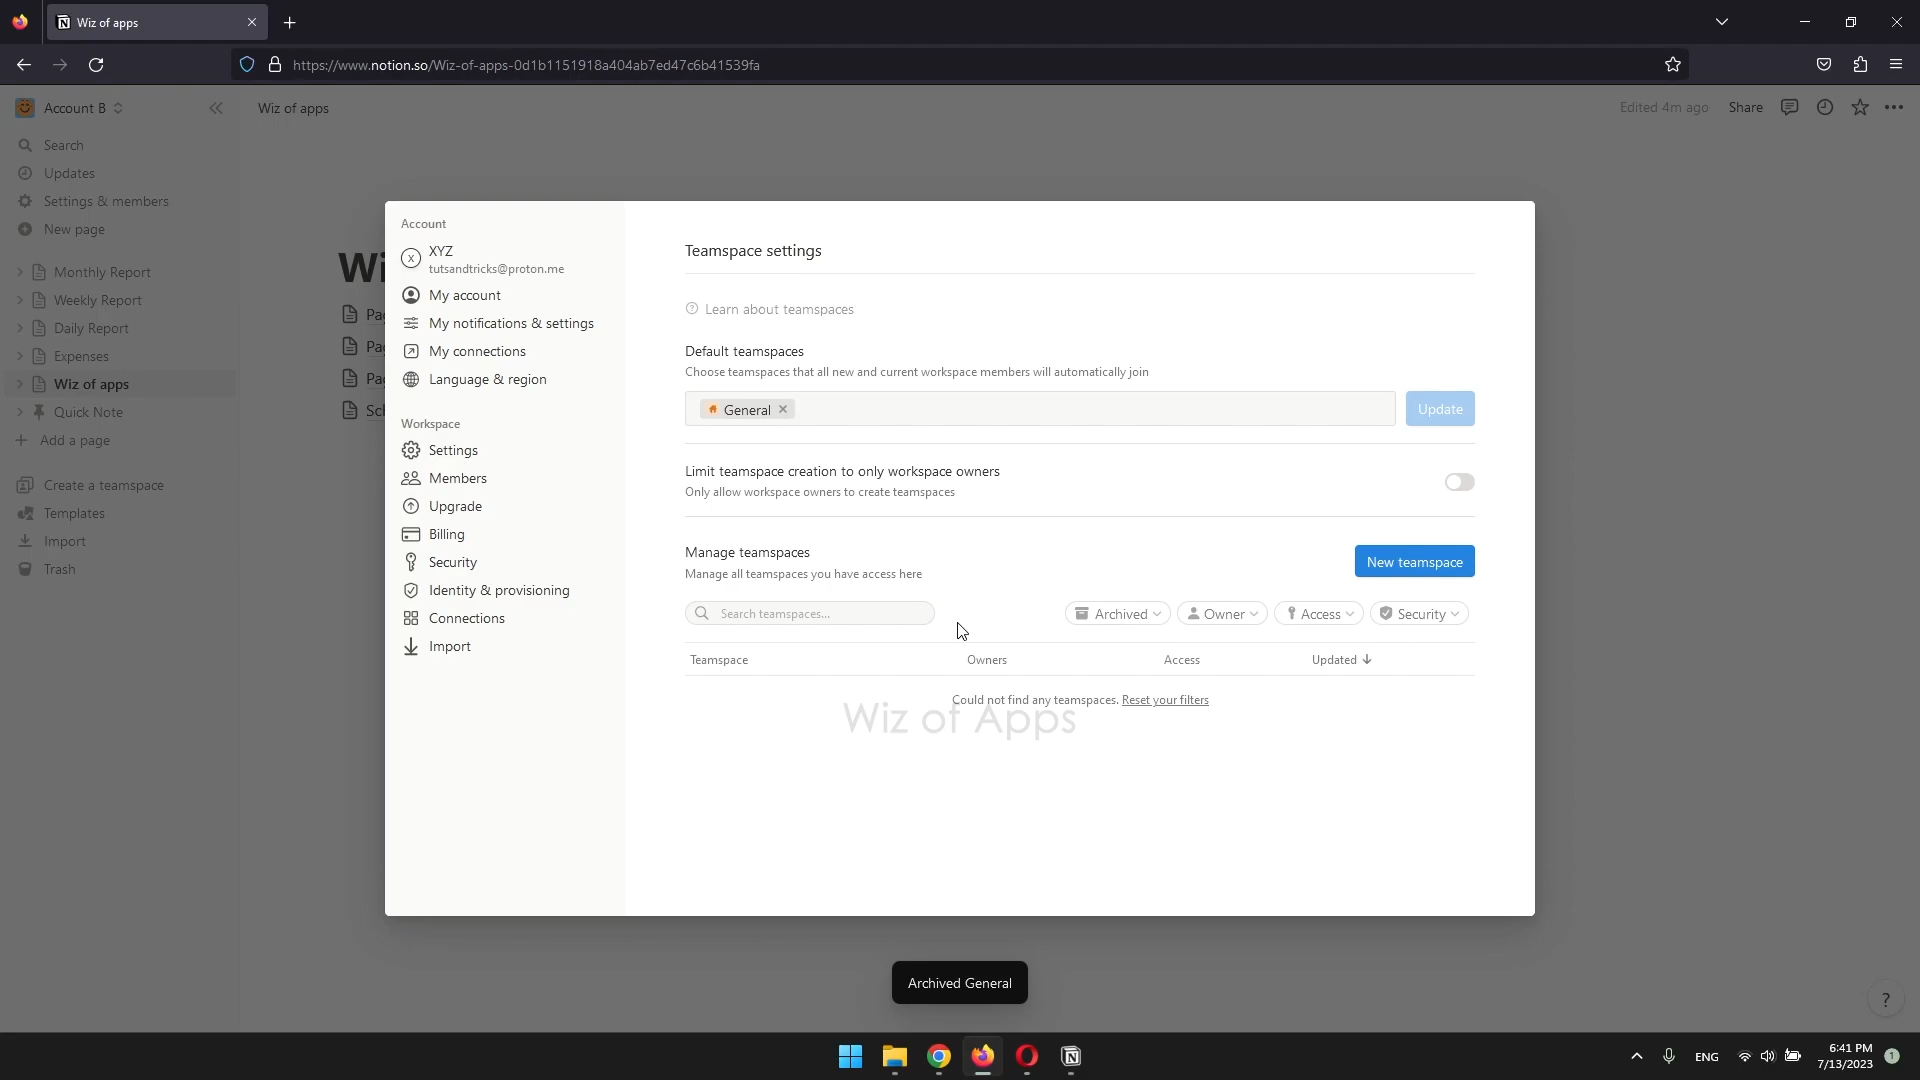 Wiz of apps
https://www.notion.so/Wiz-of-apps-0d1b1151918a404ab7ed47c6b41539fa
Account B
Wiz of apps
Edited 4m ago
Share
Search
Updates
Settings & members
New page
Monthly Report
Weekly Report
Daily Report
Expenses
Wiz of apps
Quick Note
Add a page
Create a teamspace
Templates
Import
Trash
Wi
Pa
Pa
Pa
Sc
Account
X
XYZ
tutsandtricks@proton.me
My account
My notifications & settings
My connections
Language & region
Workspace
Settings
Members
Upgrade
Billing
Security
Identity & provisioning
Connections
Import
Teamspace settings
Learn about teamspaces
Default teamspaces
Choose teamspaces that all new and current workspace members will automatically join
General
Update
Limit teamspace creation to only workspace owners
Only allow workspace owners to create teamspaces
Manage teamspaces
Manage all teamspaces you have access here
New teamspace
Search teamspaces...
Archived
Owner
Access
Security
Teamspace
Owners
Access
Updated
Could not find any teamspaces. Reset your filters
Wiz of Apps
Archived General
?
ENG
6:41 PM
7/13/2023
1